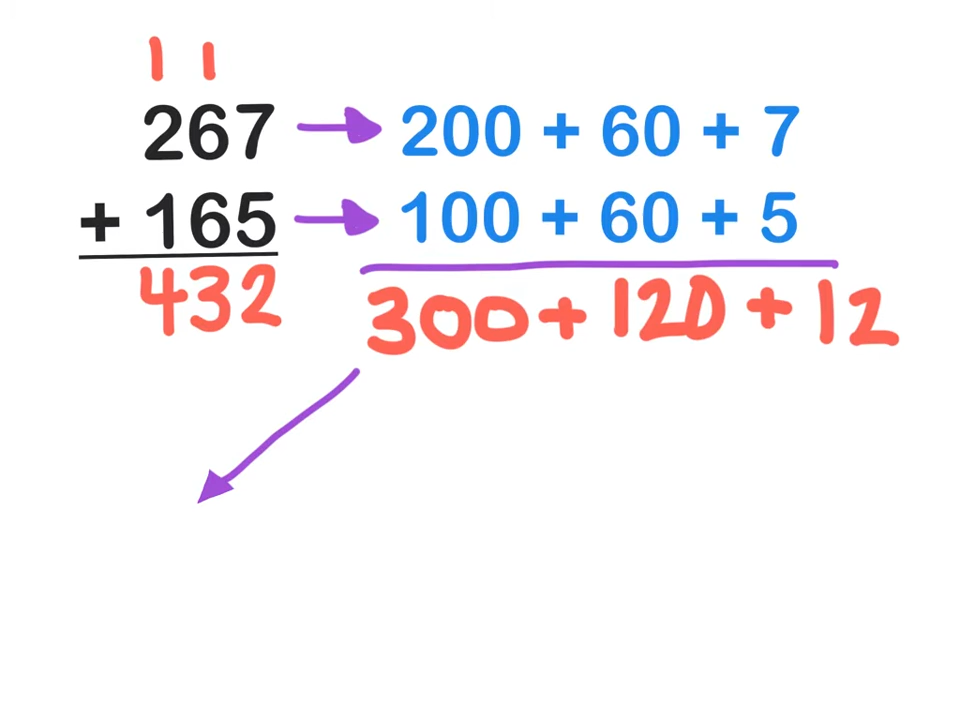 1 1
267 → 200 + 60 + 7
+ 165 → 100 + 60 + 5
432 300 + 120 + 12